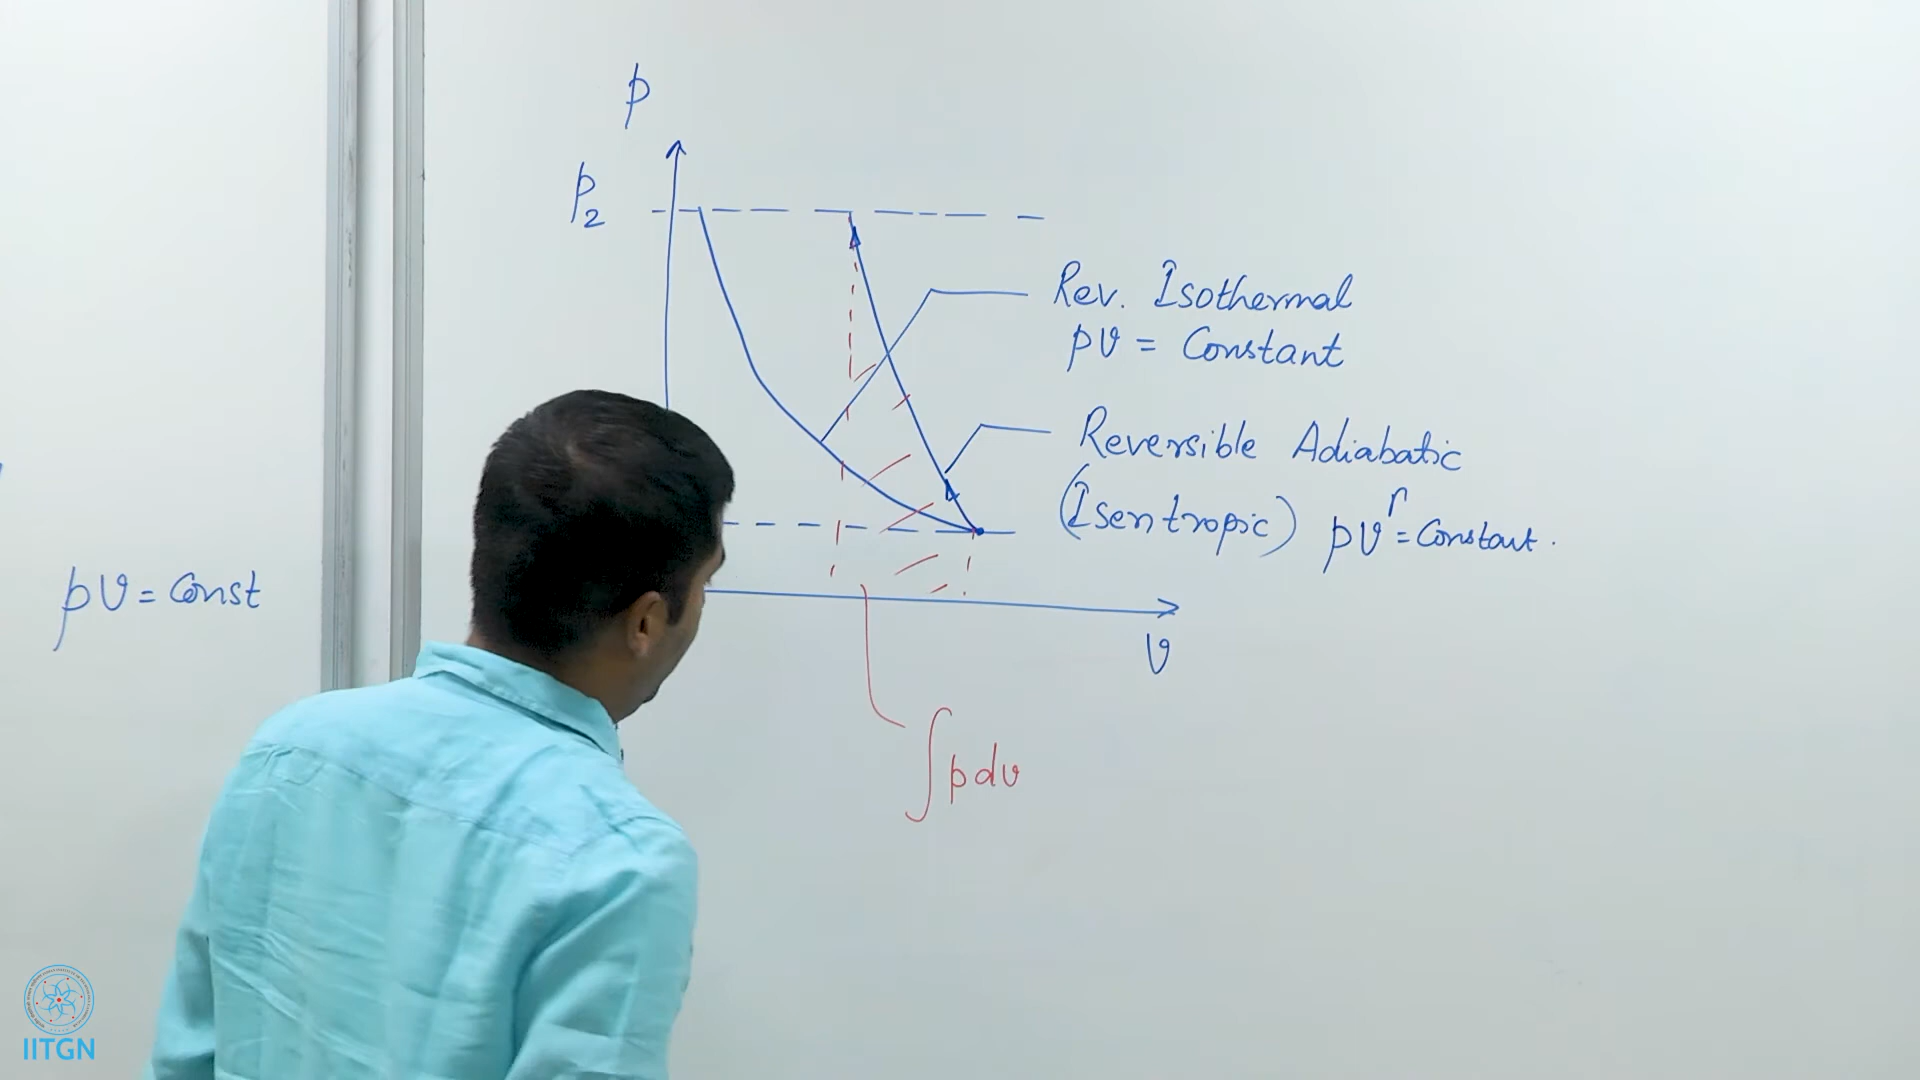 p
p2
Rev. Isothermal
pv = Constant
Reversible Adiabatic
(Isentropic) pv^r = Constant.
pv = Const
v
∫pdv
IITGN